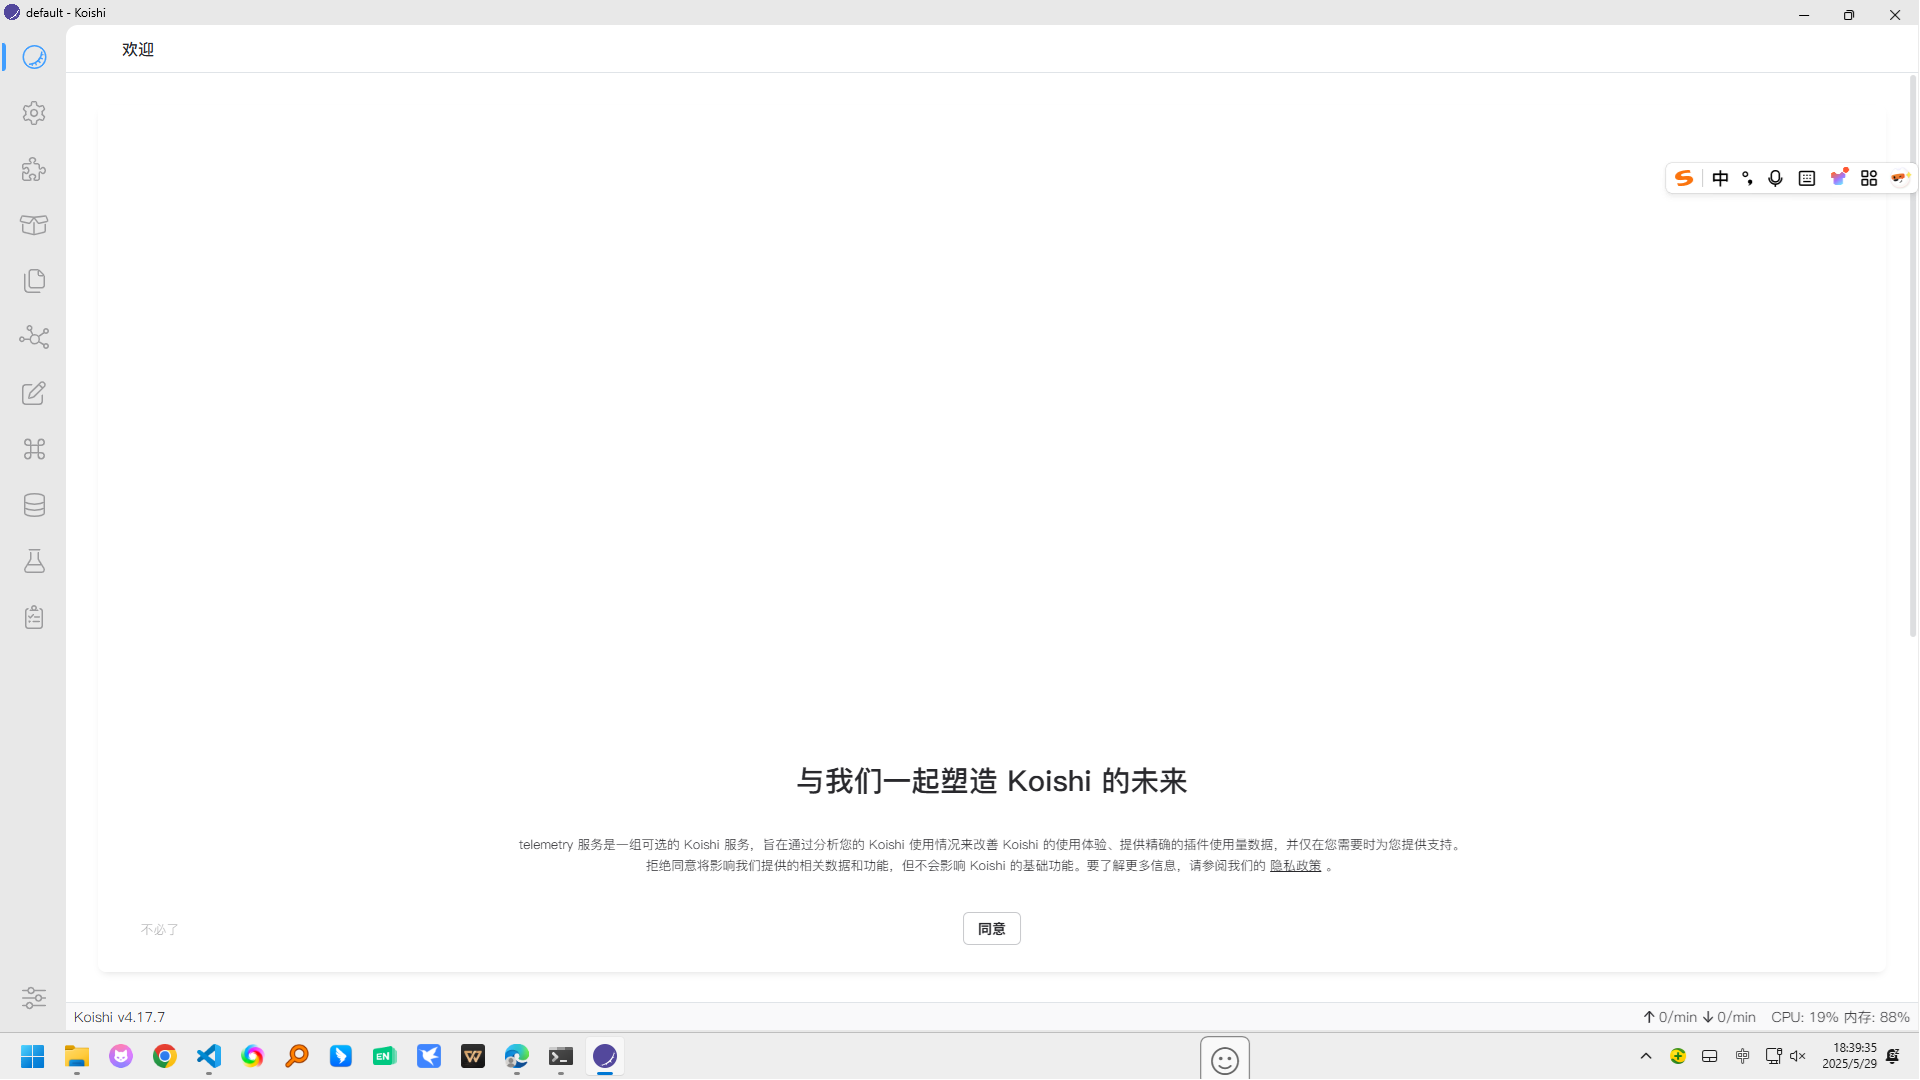 default - Koishi
欢迎
中
与我们一起塑造 Koishi 的未来
telemetry 服务是一组可选的 Koishi 服务，旨在通过分析您的 Koishi 使用情况来改善 Koishi 的使用体验、提供精确的插件使用量数据，并仅在您需要时为您提供支持。
拒绝同意将影响我们提供的相关数据和功能，但不会影响 Koishi 的基础功能。要了解更多信息，请参阅我们的 隐私政策 。
不必了
同意
Koishi v4.17.7
0/min 0/min CPU: 19% 内存: 88%
EN
中
18:39:35
2025/5/29